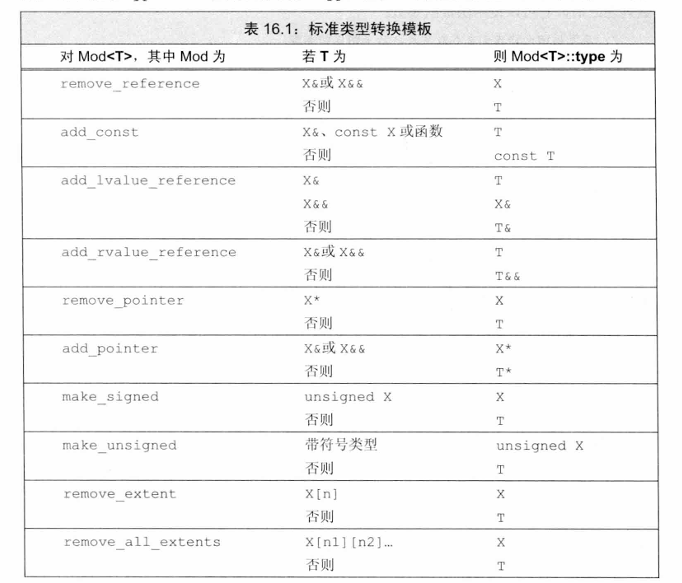 表 16.1：标准类型转换模板
对 Mod<T>，其中 Mod 为 若 T 为 则 Mod<T>::type 为
remove_reference X&或 X&& X
否则 T
add_const X&、const X 或函数 T
否则 const T
add_lvalue_reference X& T
X&& X&
否则 T&
add_rvalue_reference X&或 X&& T
否则 T&&
remove_pointer X* X
否则 T
add_pointer X&或 X&& X*
否则 T*
make_signed unsigned X X
否则 T
make_unsigned 带符号类型 unsigned X
否则 T
remove_extent X[n] X
否则 T
remove_all_extents X[n1][n2]… X
否则 T